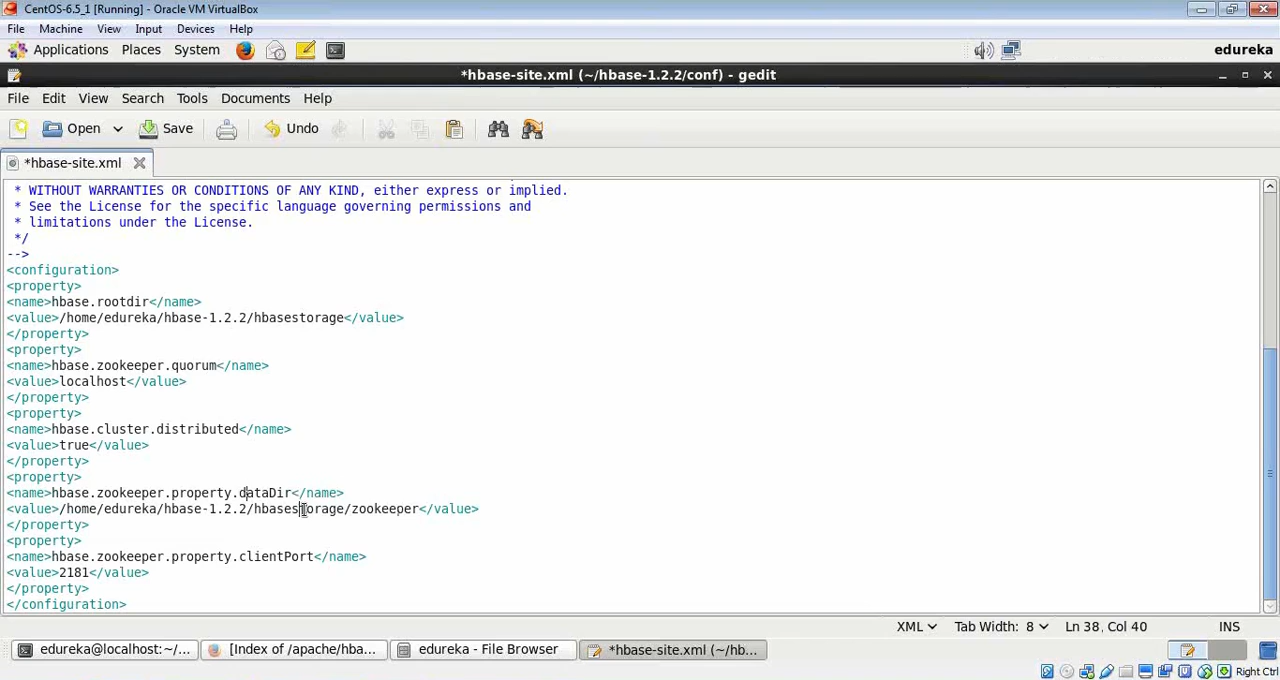 CentOS-6.5_1 [Running] - Oracle VM VirtualBox
File Machine View Input Devices Help
Applications Places System edureka
*hbase-site.xml (~/hbase-1.2.2/conf) - gedit
File Edit View Search Tools Documents Help
Open Save Undo
*hbase-site.xml
* WITHOUT WARRANTIES OR CONDITIONS OF ANY KIND, either express or implied.
* See the License for the specific language governing permissions and
* limitations under the License.
*/
-->
<configuration>
<property>
<name>hbase.rootdir</name>
<value>/home/edureka/hbase-1.2.2/hbasestorage</value>
</property>
<property>
<name>hbase.zookeeper.quorum</name>
<value>localhost</value>
</property>
<property>
<name>hbase.cluster.distributed</name>
<value>true</value>
</property>
<property>
<name>hbase.zookeeper.property.dataDir</name>
<value>/home/edureka/hbase-1.2.2/hbasestorage/zookeeper</value>
</property>
<property>
<name>hbase.zookeeper.property.clientPort</name>
<value>2181</value>
</property>
</configuration>
XML Tab Width: 8 Ln 38, Col 40 INS
edureka@localhost:~/... [Index of /apache/hba... edureka - File Browser *hbase-site.xml (~/hb...
Right Ctrl